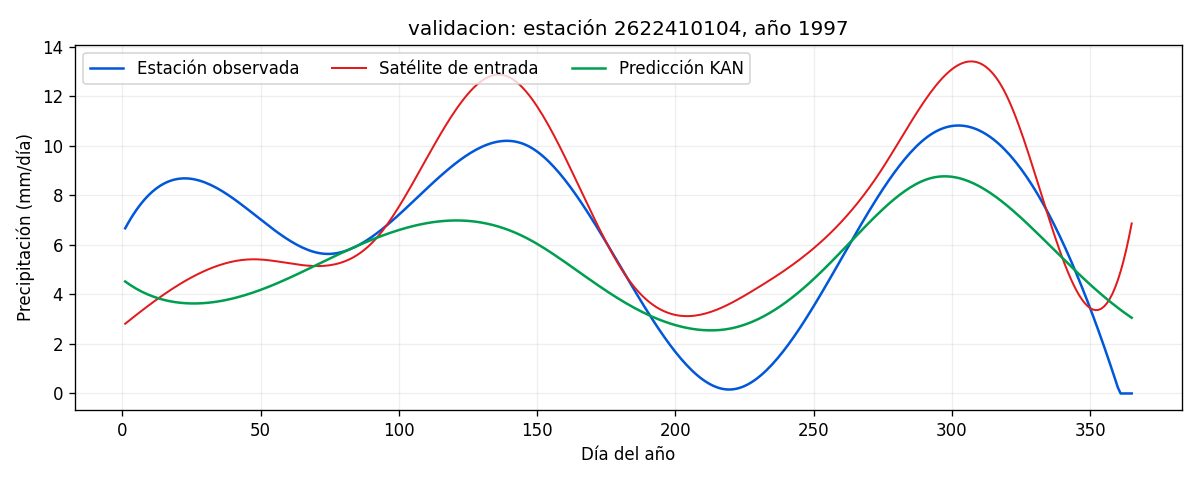 validacion: estación 2622410104, año 1997
Estación observada
Satélite de entrada
Predicción KAN
Precipitación (mm/día)
14
12
10
8
6
4
2
0
0 50 100 150 200 250 300 350
Día del año